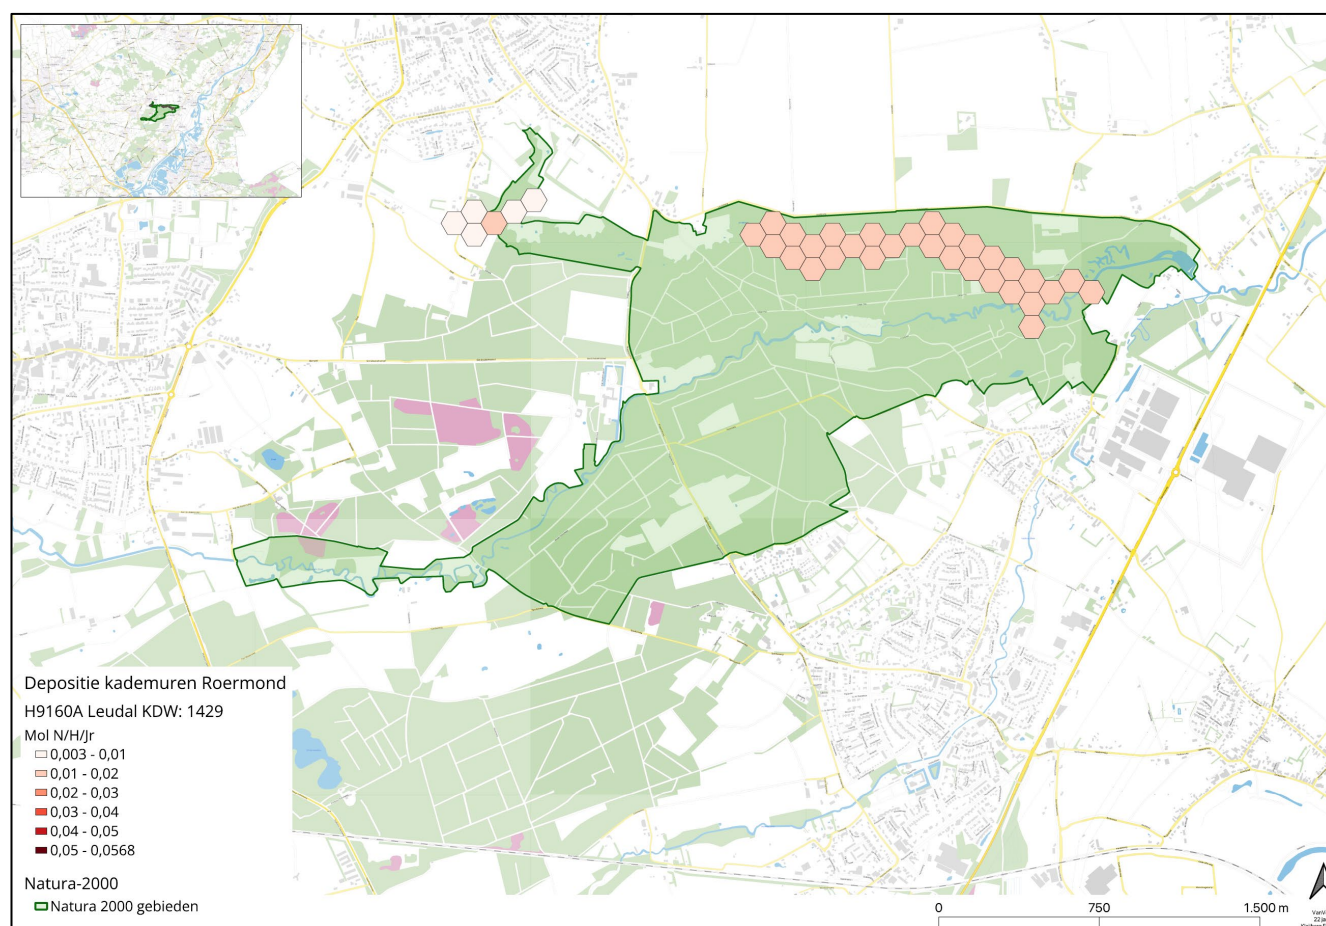 Depositie kademuren Roermond
H9160A Leudal KDW: 1429
Mol N/H/Jr
0,003 - 0,01
0,01 - 0,02
0,02 - 0,03
0,03 - 0,04
0,04 - 0,05
0,05 - 0,0568
Natura-2000
Natura 2000 gebieden
0 750 1.500 m